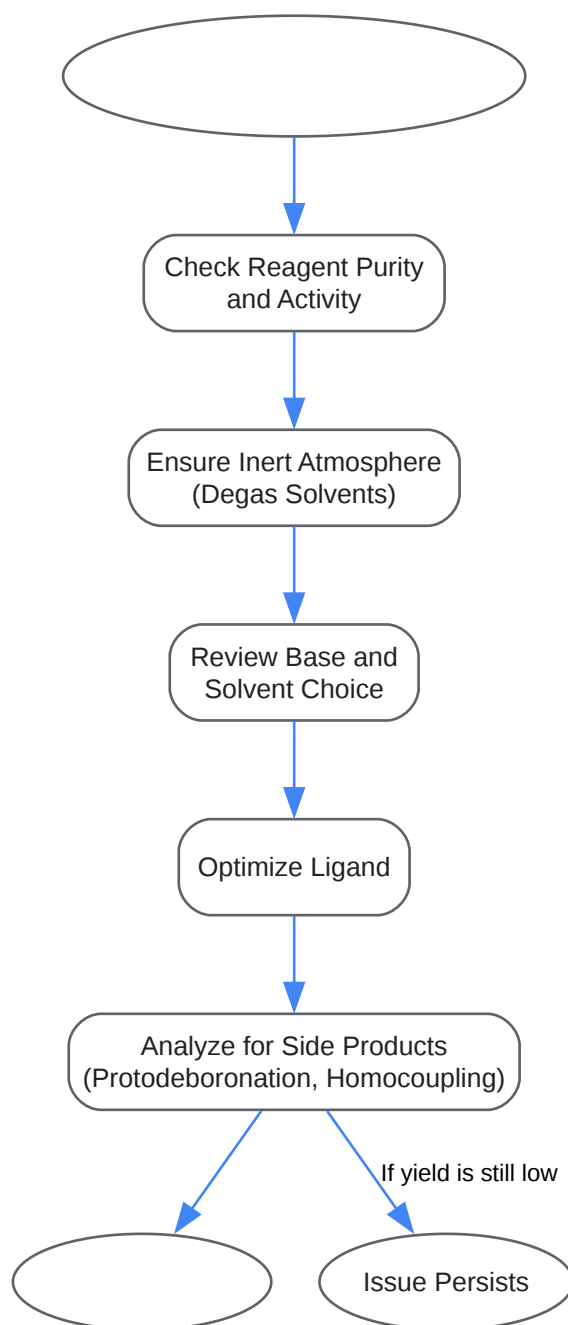 Check Reagent Purity
and Activity
Ensure Inert Atmosphere
(Degas Solvents)
Review Base and
Solvent Choice
Optimize Ligand
Analyze for Side Products
(Protodeboronation, Homocoupling)
If yield is still low
Issue Persists